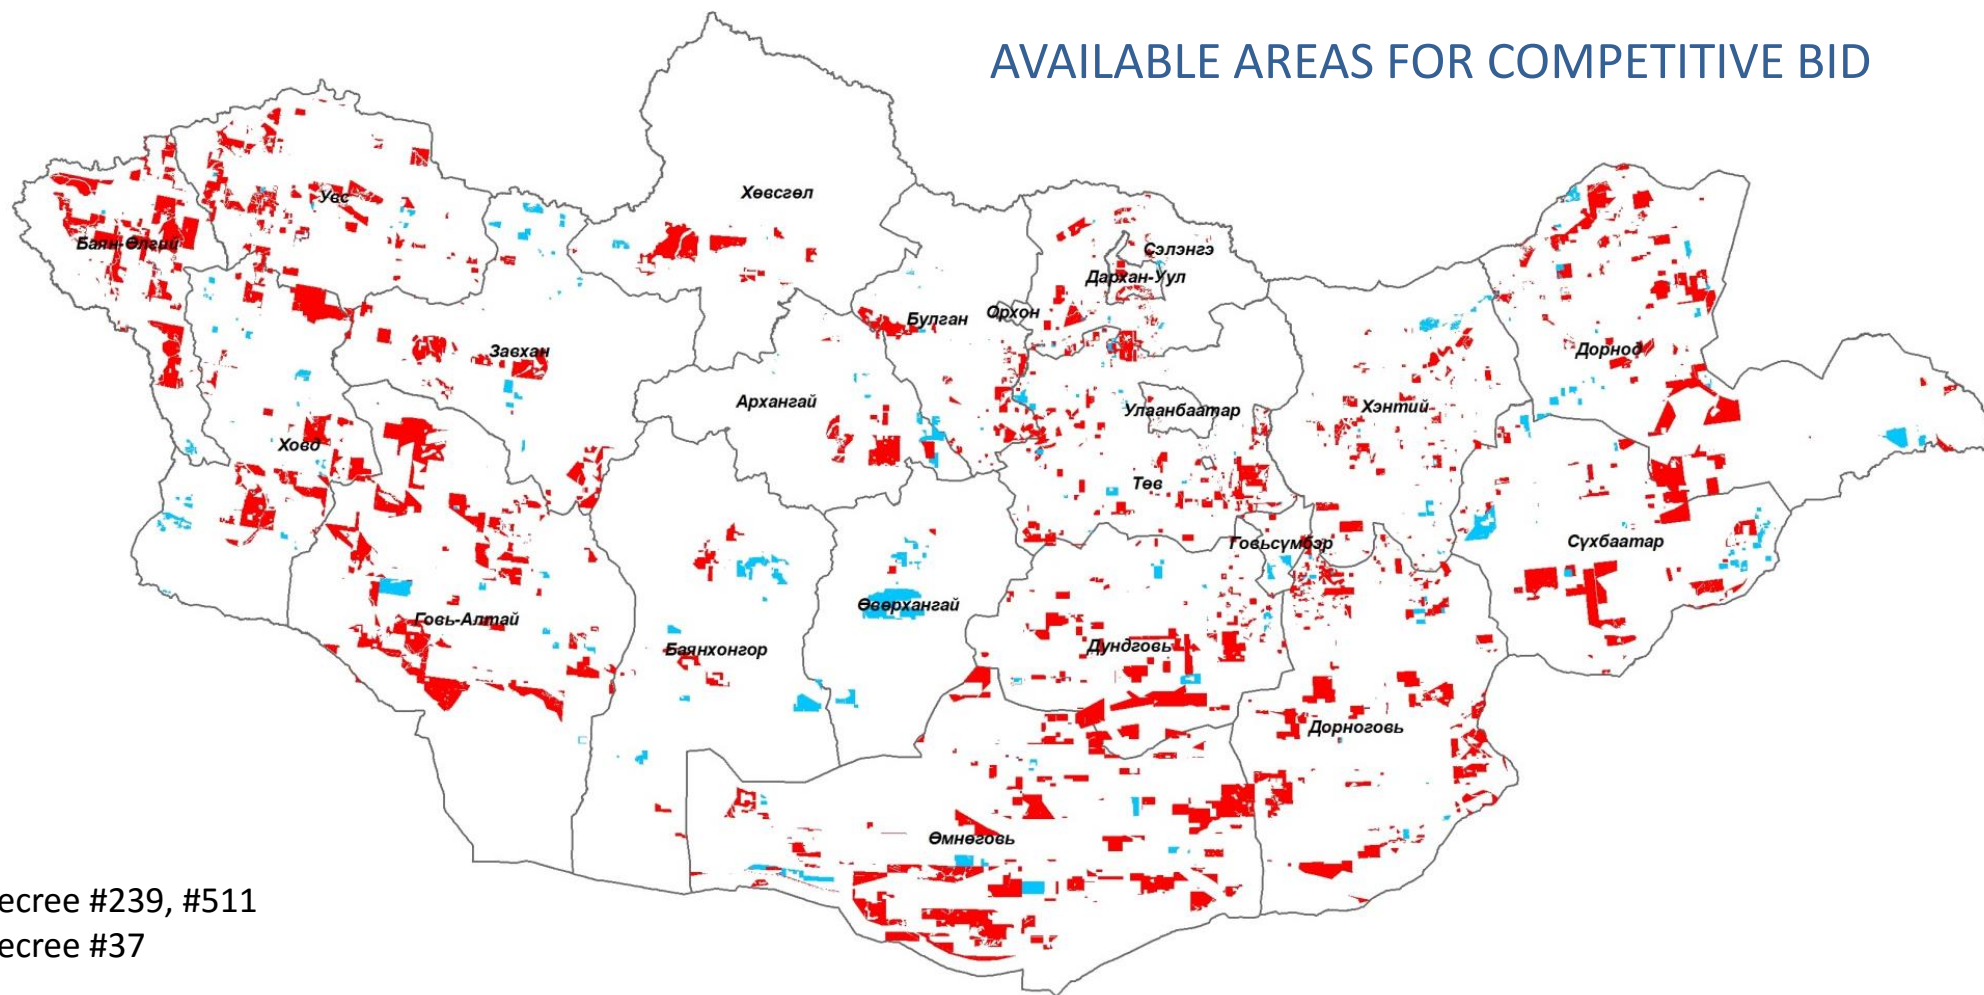 AVAILABLE AREAS FOR COMPETITIVE BID
Увс
Хөвсгөл
Баян-Өлгий
Сэлэнгэ
Дархан-Уул
Орхон
Булган
Завхан
Дорнод
Архангай
Улаанбаатар
Хэнтий
Ховд
Төв
Говьсүмбэр
Сүхбаатар
Өвөрхангай
Говь-Алтай
Баянхонгор
Дундговь
Дорноговь
Өмнөговь
ecree #239, #511
ecree #37